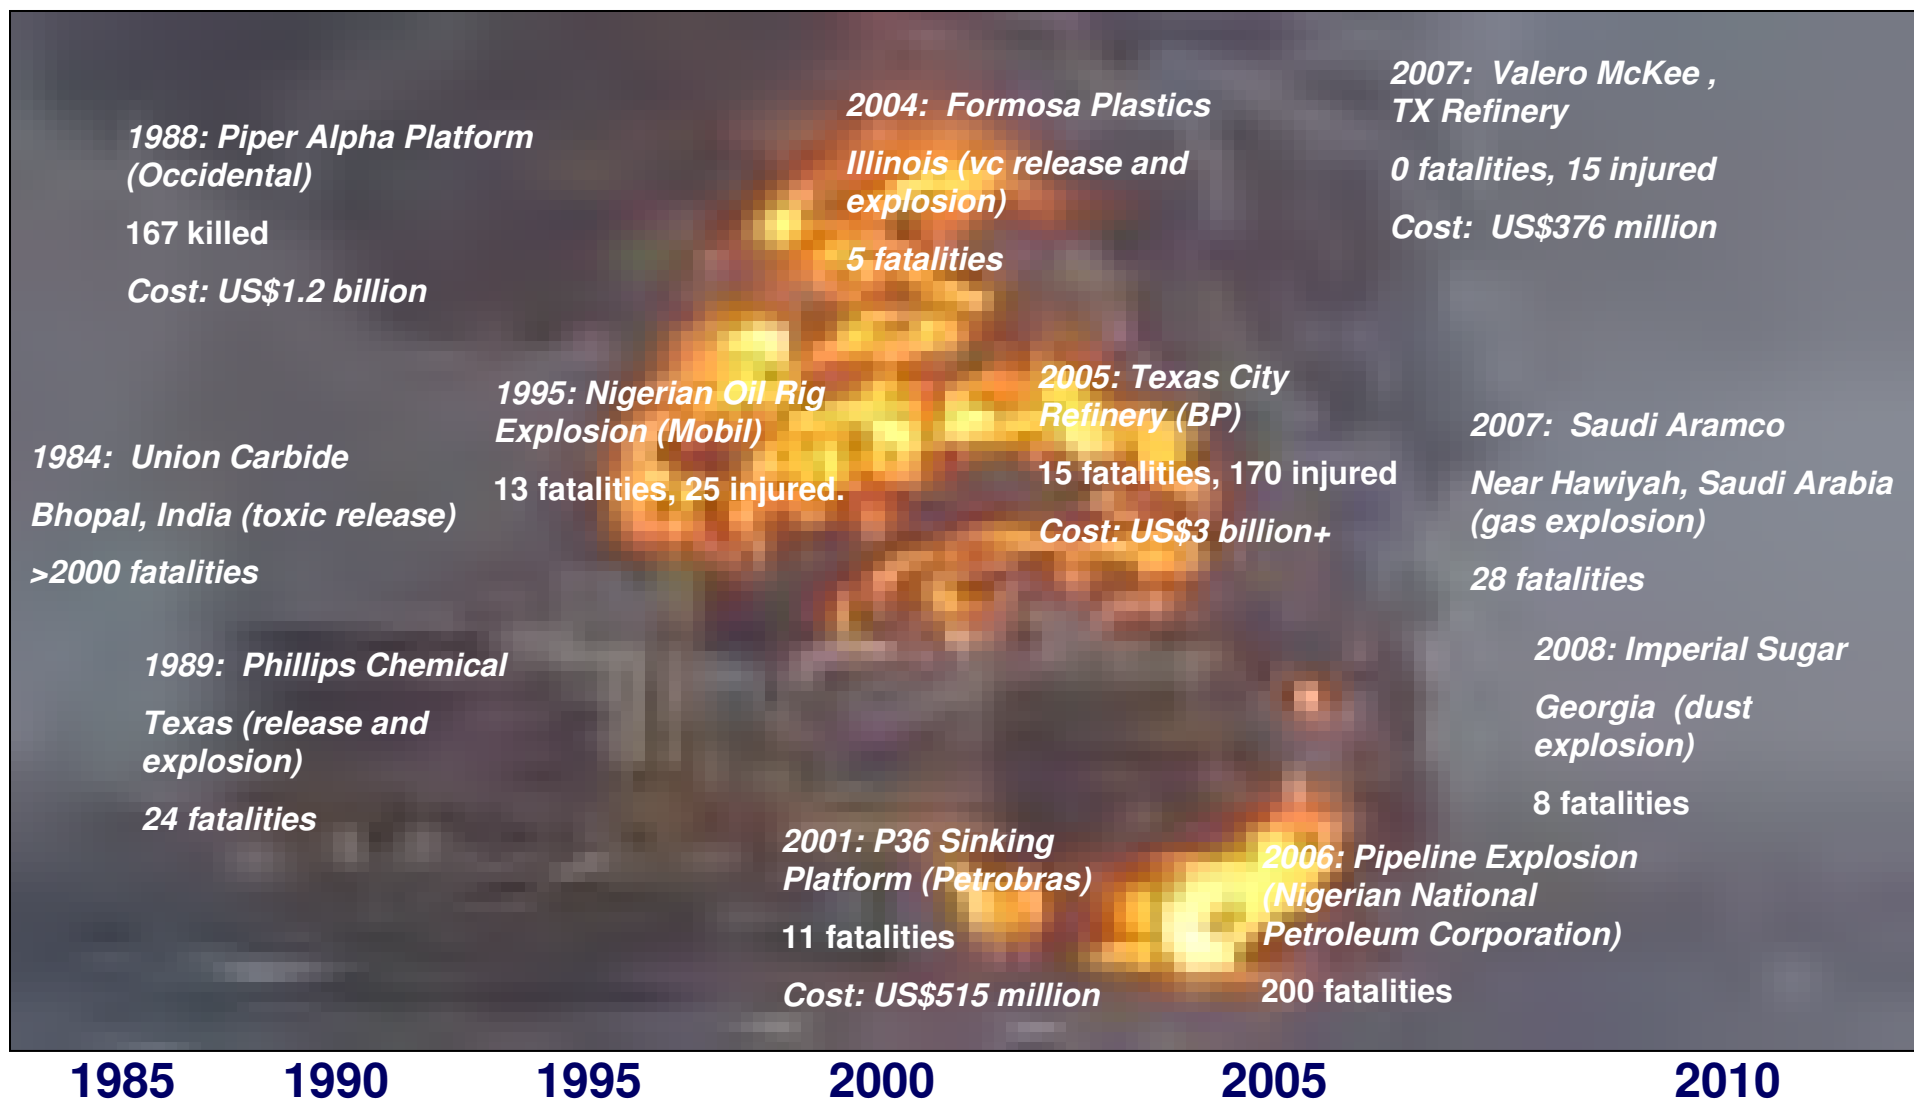 1988: Piper Alpha Platform
(Occidental)
167 killed
Cost: US$1.2 billion
2004: Formosa Plastics
Illinois (vc release and
explosion)
5 fatalities
2007: Valero McKee ,
TX Refinery
0 fatalities, 15 injured
Cost: US$376 million
1984: Union Carbide
Bhopal, India (toxic release)
>2000 fatalities
1995: Nigerian Oil Rig
Explosion (Mobil)
13 fatalities, 25 injured.
2005: Texas City
Refinery (BP)
15 fatalities, 170 injured
Cost: US$3 billion+
2007: Saudi Aramco
Near Hawiyah, Saudi Arabia
(gas explosion)
28 fatalities
1989: Phillips Chemical
Texas (release and
explosion)
24 fatalities
2001: P36 Sinking
Platform (Petrobras)
11 fatalities
Cost: US$515 million
2008: Imperial Sugar
Georgia (dust
explosion)
8 fatalities
2006: Pipeline Explosion
(Nigerian National
Petroleum Corporation)
200 fatalities
1985 1990 1995 2000 2005 2010